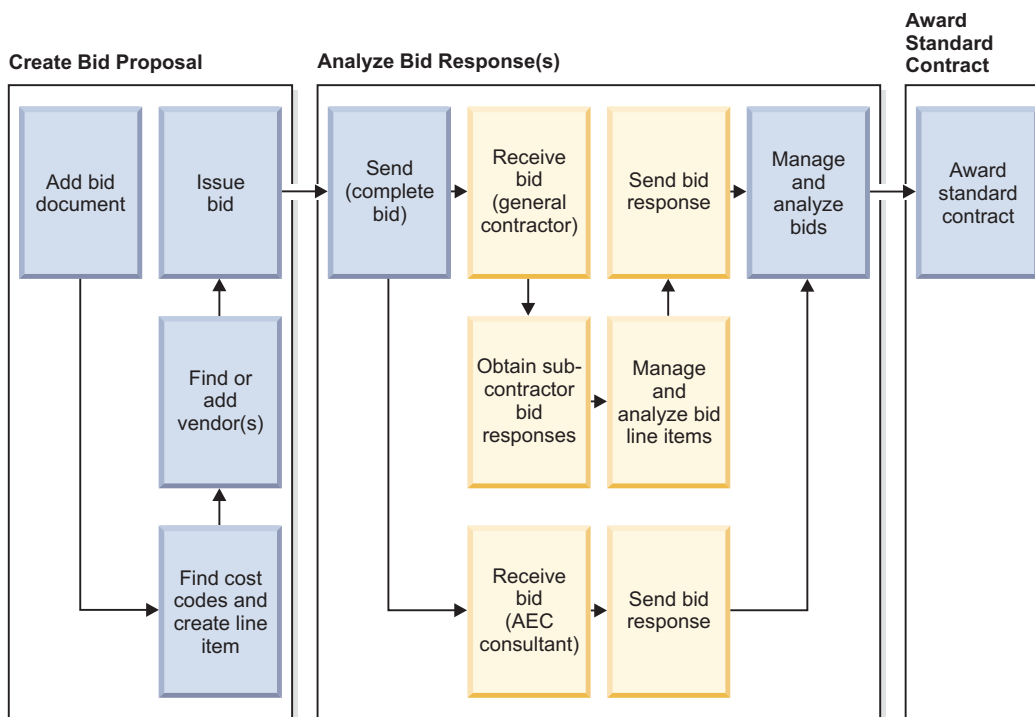 Create Bid Proposal
Analyze Bid Response(s)
Award
Standard
Contract
Add bid
document
Issue
bid
Send
(complete
bid)
Receive
bid
(general
contractor)
Send bid
response
Manage
and
analyze
bids
Award
standard
contract
Find or
add
vendor(s)
Obtain sub-
contractor
bid
responses
Manage
and
analyze bid
line items
Find cost
codes and
create line
item
Receive
bid
(AEC
consultant)
Send bid
response